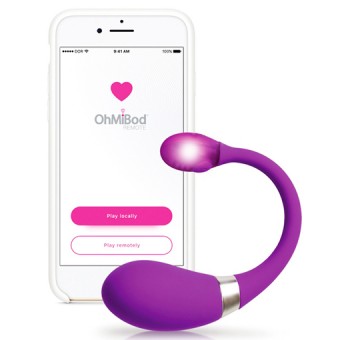 9:41 AM
100%
OhMiBod
REMOTE
Play locally
Play remotely